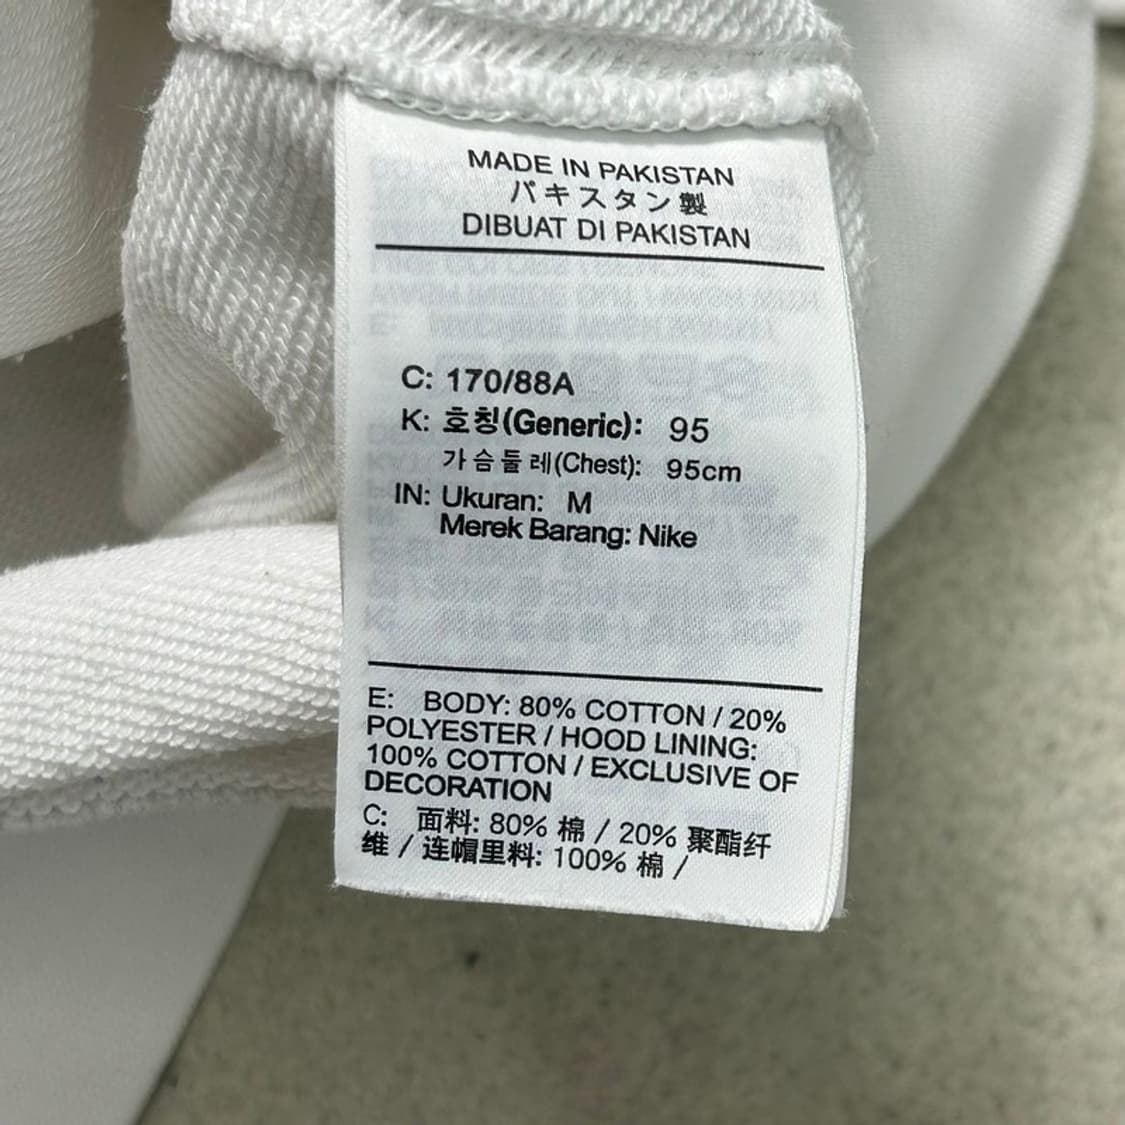 MADE IN PAKISTAN
パキスタン製
DIBUAT DI PAKISTAN
C: 170/88A
K: 호칭(Generic): 95
가슴둘레(Chest): 95cm
IN: Ukuran: M
Merek Barang: Nike
E: BODY: 80% COTTON / 20%
POLYESTER / HOOD LINING:
100% COTTON / EXCLUSIVE OF
DECORATION
C: 面料: 80% 棉 / 20% 聚酯纤
维 / 连帽里料: 100% 棉 /